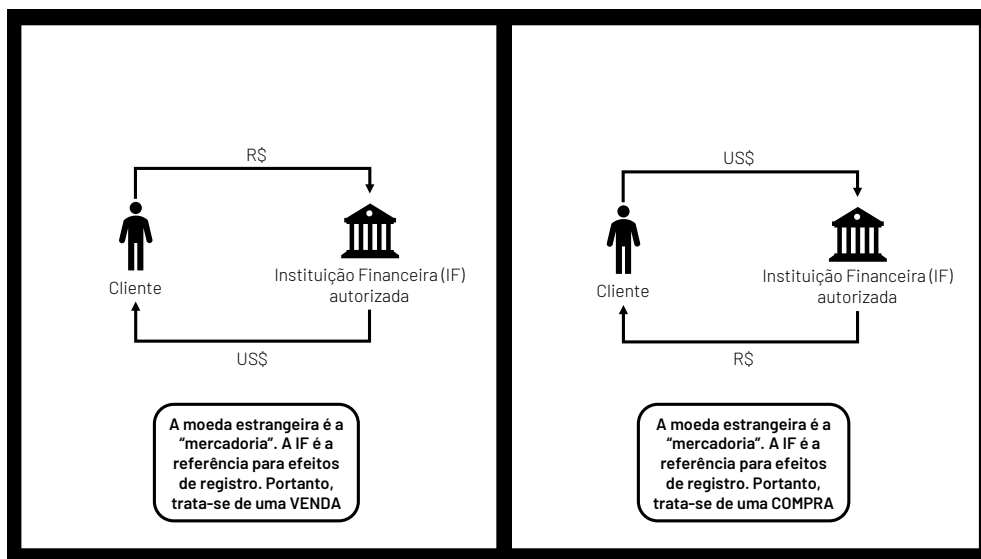 R$
Cliente
Instituição Financeira (IF)
autorizada
US$
A moeda estrangeira é a
“mercadoria”. A IF é a
referência para efeitos
de registro. Portanto,
trata-se de uma VENDA
US$
Cliente
Instituição Financeira (IF)
autorizada
R$
A moeda estrangeira é a
“mercadoria”. A IF é a
referência para efeitos
de registro. Portanto,
trata-se de uma COMPRA